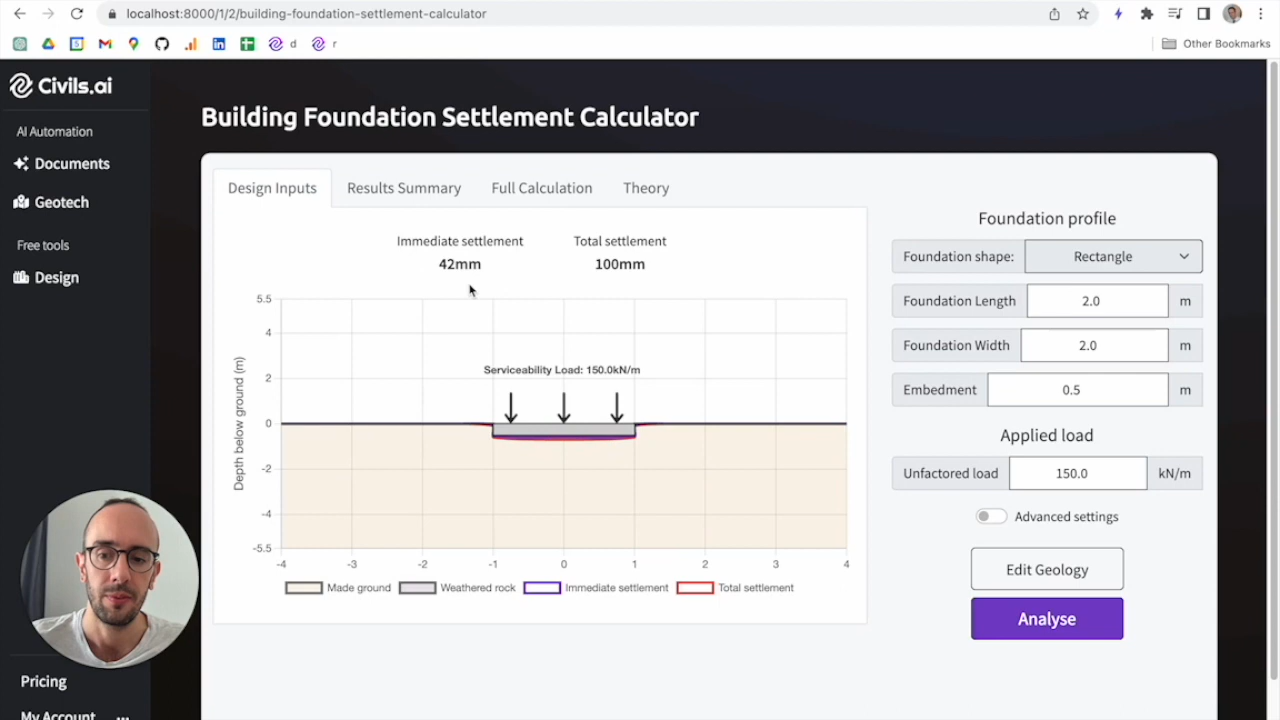 localhost:8000/1/2/building-foundation-settlement-calculator
d
r
Other Bookmarks
Civils.ai
AI Automation
Documents
Geotech
Free tools
Design
Pricing
My Account
Building Foundation Settlement Calculator
Design Inputs
Results Summary
Full Calculation
Theory
Immediate settlement
42mm
Total settlement
100mm
5.5
4
2
0
-2
-4
-5.5
Depth below ground (m)
Serviceability Load: 150.0kN/m
-4 -3 -2 -1 0 1 2 3 4
Made ground Weathered rock Immediate settlement Total settlement
Foundation profile
Foundation shape: Rectangle
Foundation Length 2.0 m
Foundation Width 2.0 m
Embedment 0.5 m
Applied load
Unfactored load 150.0 kN/m
Advanced settings
Edit Geology
Analyse